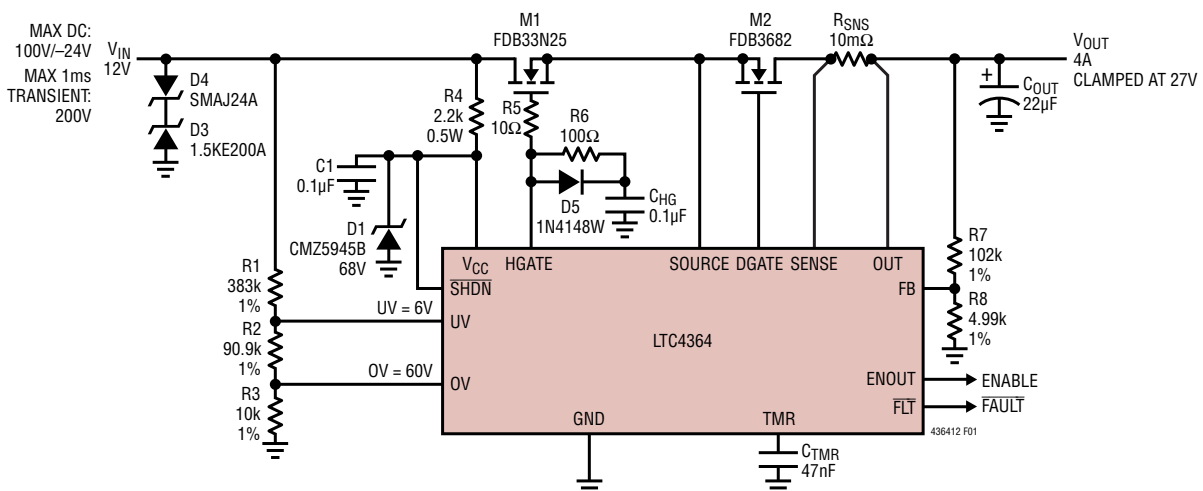 MAX DC:
100V/–24V
MAX 1ms
TRANSIENT:
200V
VIN
12V
D4
SMAJ24A
D3
1.5KE200A
R4
2.2k
0.5W
M1
FDB33N25
R5
10Ω
R6
100Ω
D5
1N4148W
CHG
0.1µF
M2
FDB3682
RSNS
10mΩ
VOUT
4A
CLAMPED AT 27V
+
COUT
22µF
C1
0.1µF
D1
CMZ5945B
68V
R1
383k
1%
R2
90.9k
1%
R3
10k
1%
UV = 6V
OV = 60V
VCC HGATE SOURCE DGATE SENSE OUT
SHDN
UV
OV
LTC4364
FB
ENOUT
FLT
GND
TMR
R7
102k
1%
R8
4.99k
1%
ENABLE
FAULT
436412 F01
CTMR
47nF